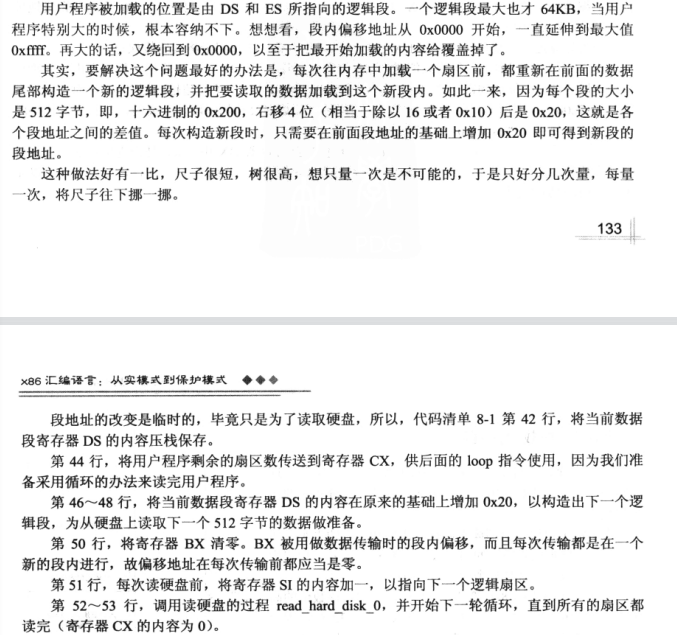 用户程序被加载的位置是由 DS 和 ES 所指向的逻辑段。一个逻辑段最大也才 64KB，当用户
程序特别大的时候，根本容纳不下。想想看，段内偏移地址从 0x0000 开始，一直延伸到最大值
0xffff。再大的话，又绕回到 0x0000，以至于把最开始加载的内容给覆盖掉了。
其实，要解决这个问题最好的办法是，每次往内存中加载一个扇区前，都重新在前面的数据
尾部构造一个新的逻辑段，并把要读取的数据加载到这个新段内。如此一来，因为每个段的大小
是 512 字节，即，十六进制的 0x200，右移 4 位（相当于除以 16 或者 0x10）后是 0x20，这就是各
个段地址之间的差值。每次构造新段时，只需要在前面段地址的基础上增加 0x20 即可得到新段的
段地址。
这种做法好有一比，尺子很短，树很高，想只量一次是不可能的，于是只好分几次量，每量
一次，将尺子往下挪一挪。
133
x86 汇编语言：从实模式到保护模式 ◆◆◆
段地址的改变是临时的，毕竟只是为了读取硬盘，所以，代码清单 8-1 第 42 行，将当前数据
段寄存器 DS 的内容压栈保存。
第 44 行，将用户程序剩余的扇区数传送到寄存器 CX，供后面的 loop 指令使用，因为我们准
备采用循环的办法来读完用户程序。
第 46～48 行，将当前数据段寄存器 DS 的内容在原来的基础上增加 0x20，以构造出下一个逻
辑段，为从硬盘上读取下一个 512 字节的数据做准备。
第 50 行，将寄存器 BX 清零。BX 被用做数据传输时的段内偏移，而且每次传输都是在一个
新的段内进行，故偏移地址在每次传输前都应当是零。
第 51 行，每次读硬盘前，将寄存器 SI 的内容加一，以指向下一个逻辑扇区。
第 52～53 行，调用读硬盘的过程 read_hard_disk_0，并开始下一轮循环，直到所有的扇区都
读完（寄存器 CX 的内容为 0）。